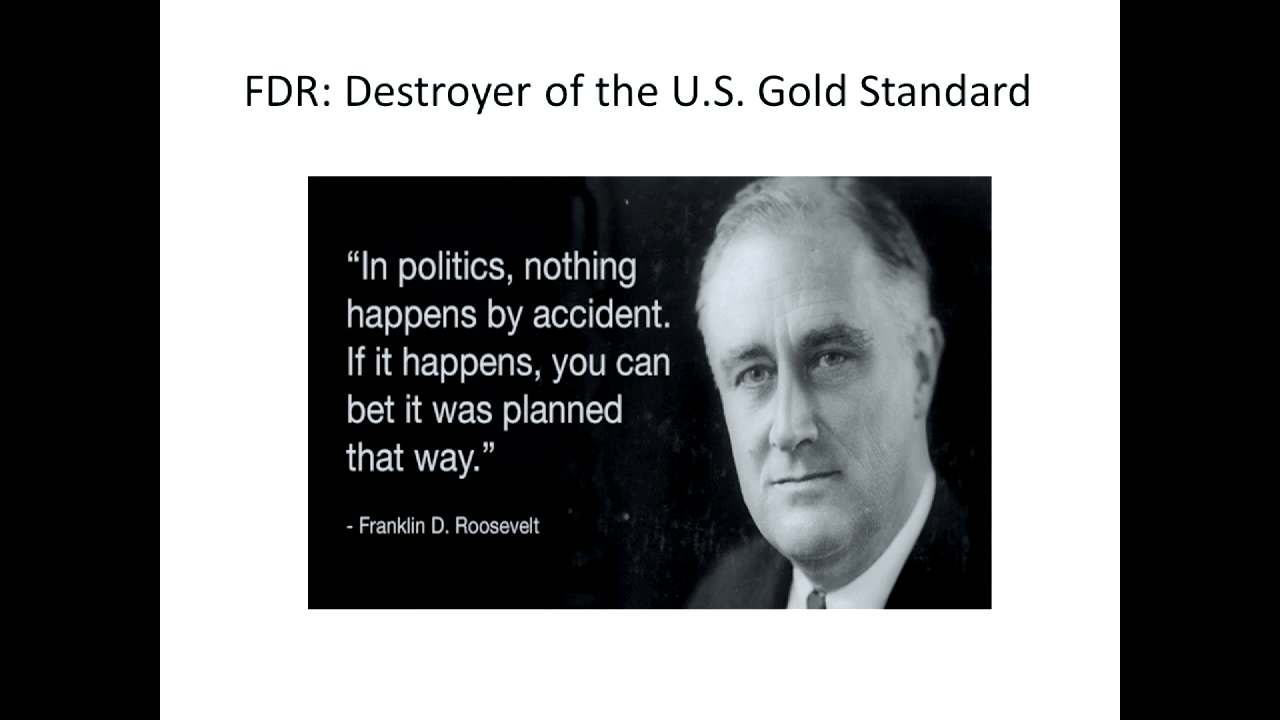 FDR: Destroyer of the U.S. Gold Standard
“In politics, nothing
happens by accident.
If it happens, you can
bet it was planned
that way.”
- Franklin D. Roosevelt